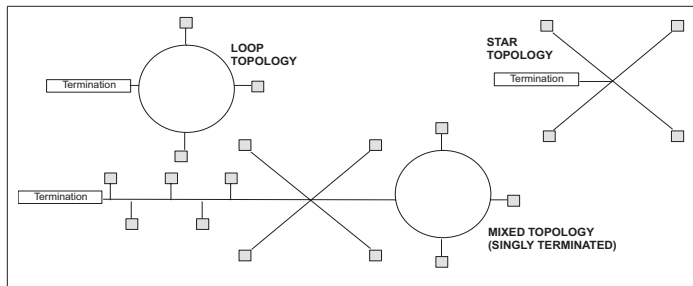 LOOP
TOPOLOGY
Termination
STAR
TOPOLOGY
Termination
Termination
MIXED TOPOLOGY
(SINGLY TERMINATED)